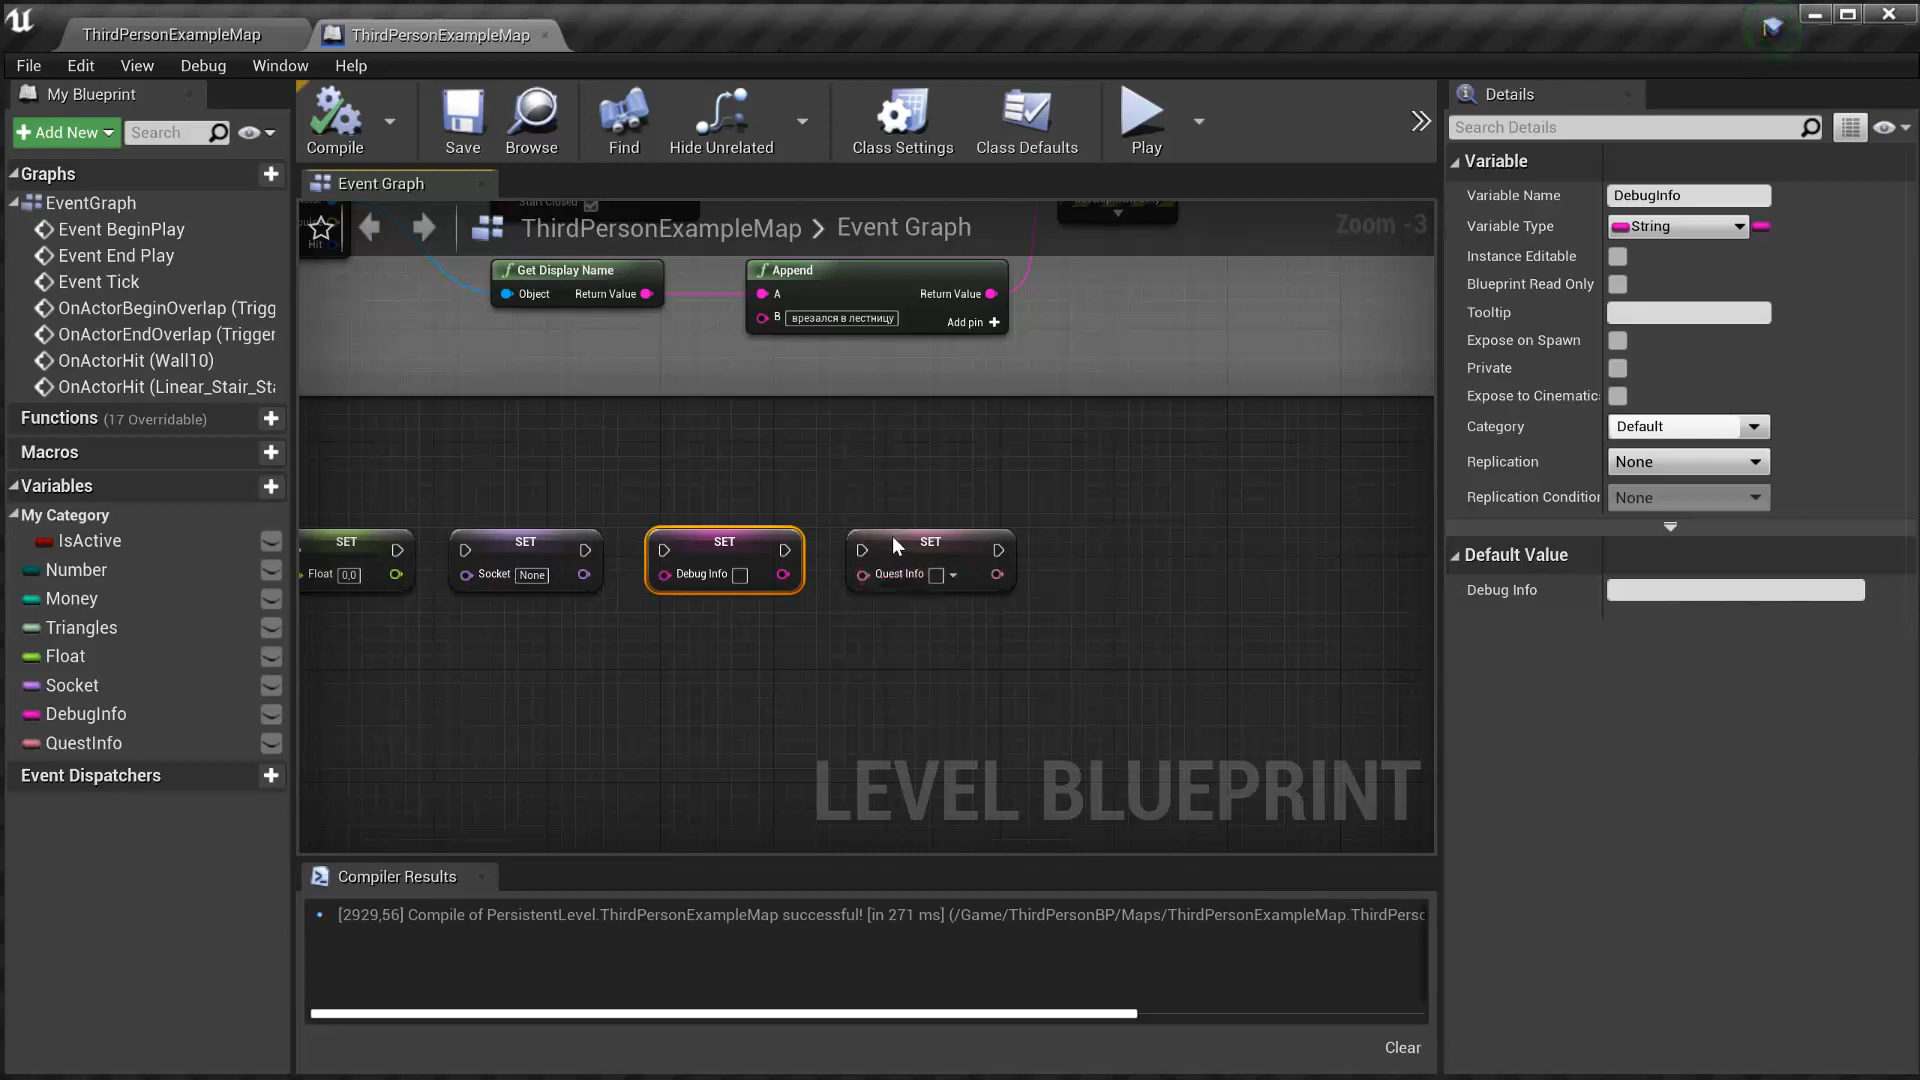 ThirdPersonExampleMap
ThirdPersonExampleMap
File Edit View Debug Window Help
My Blueprint
Add New
Search
Graphs
EventGraph
Event BeginPlay
Event End Play
Event Tick
OnActorBeginOverlap (Trigg
OnActorEndOverlap (Trigger
OnActorHit (Wall10)
OnActorHit (Linear_Stair_Sta
Functions (17 Overridable)
Macros
Variables
My Category
IsActive
Number
Money
Triangles
Float
Socket
DebugInfo
QuestInfo
Event Dispatchers
Compile
Save
Browse
Find
Hide Unrelated
Class Settings
Class Defaults
Play
Event Graph
Start Closed
Hit
ThirdPersonExampleMap > Event Graph
Zoom -3
Get Display Name
Object Return Value
Append
A Return Value
B врезался в лестницу
Add pin
SET
Float 0,0
SET
Socket None
SET
Debug Info
SET
Quest Info
LEVEL BLUEPRINT
Compiler Results
[2929,56] Compile of PersistentLevel.ThirdPersonExampleMap successful! [in 271 ms] (/Game/ThirdPersonBP/Maps/ThirdPersonExampleMap.ThirdPerso
Clear
Details
Search Details
Variable
Variable Name DebugInfo
Variable Type String
Instance Editable
Blueprint Read Only
Tooltip
Expose on Spawn
Private
Expose to Cinematic
Category Default
Replication None
Replication Condition None
Default Value
Debug Info